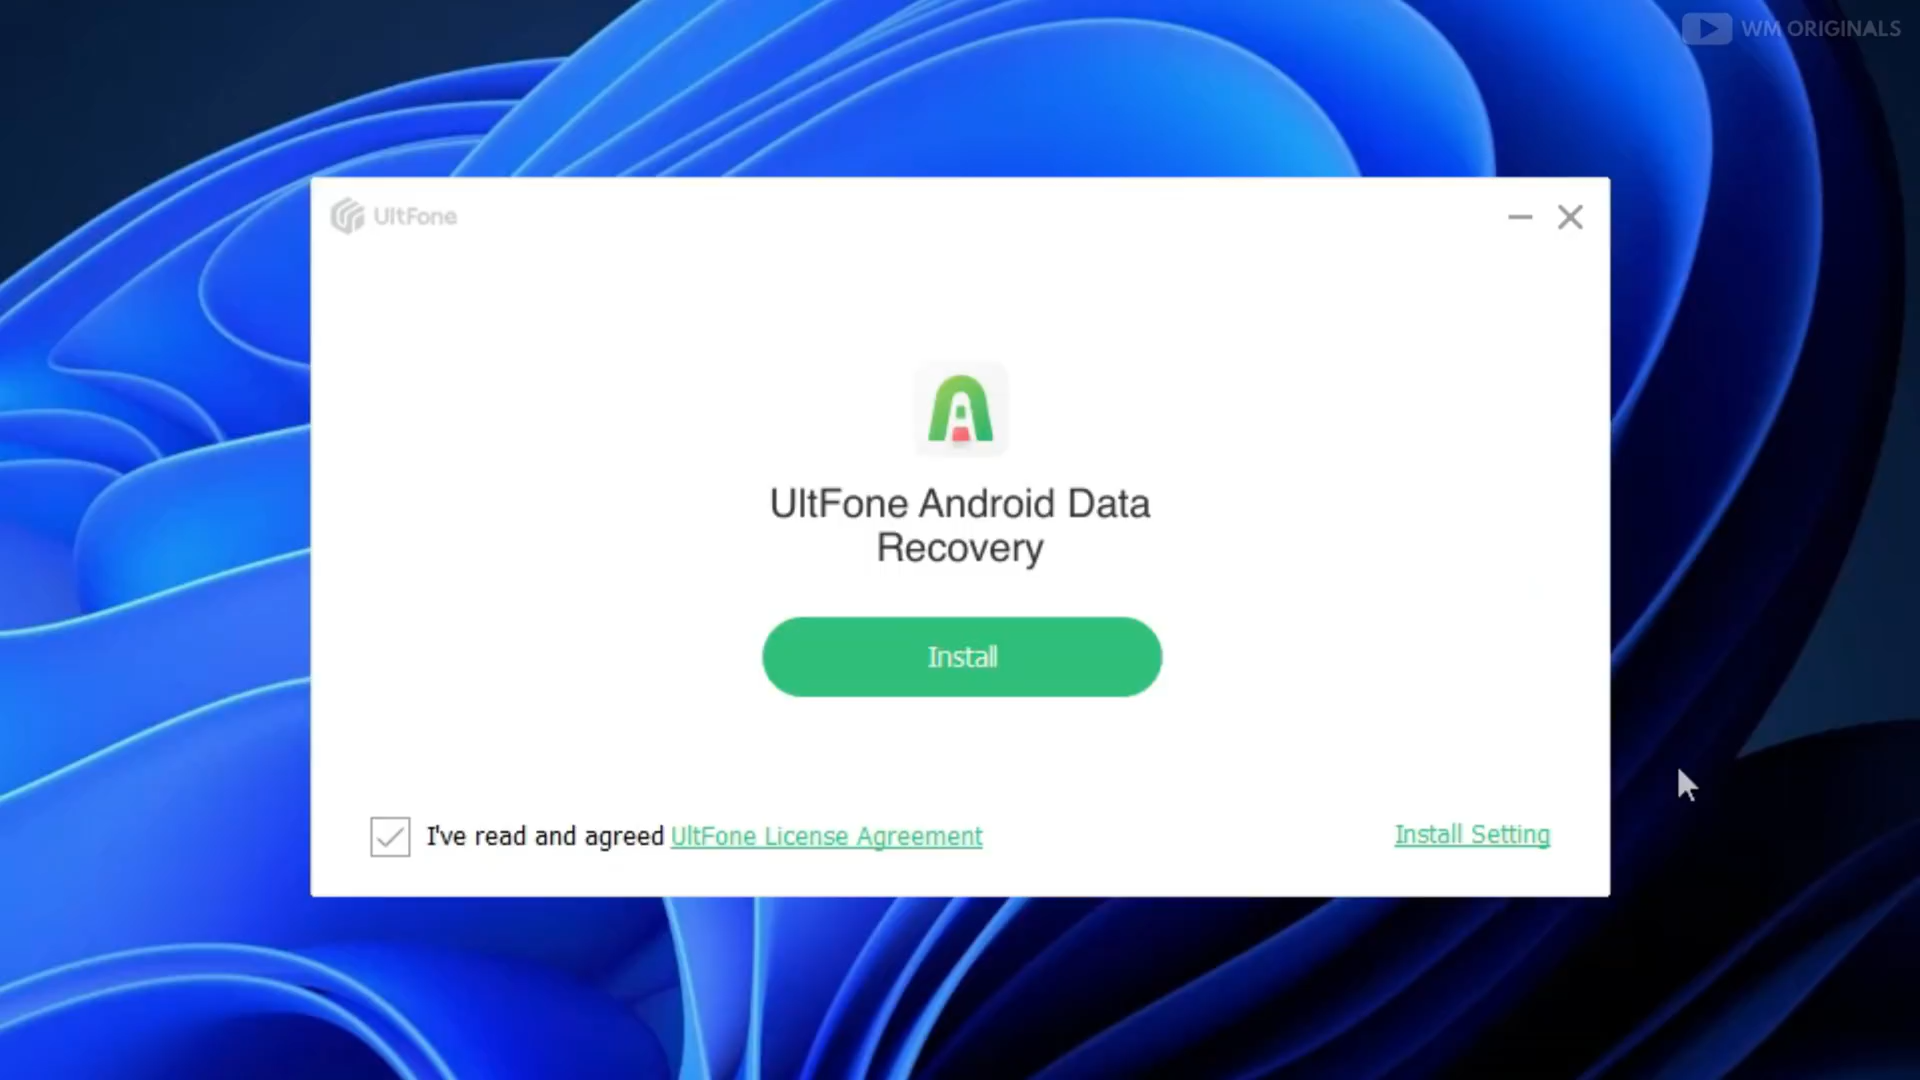 WM ORIGINALS
UltFone
UltFone Android Data
Recovery
Install
I've read and agreed UltFone License Agreement
Install Setting